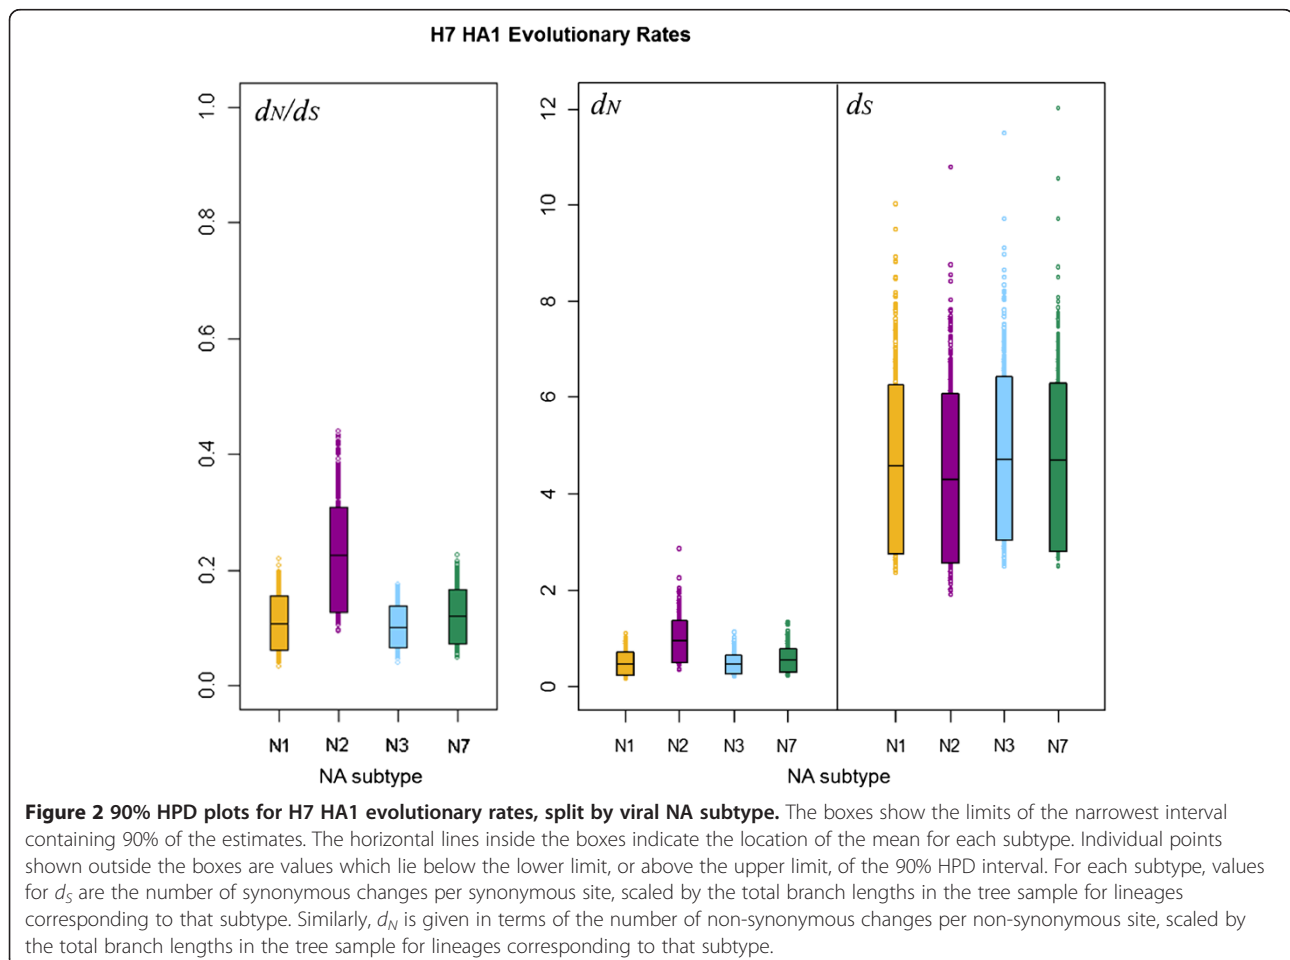 H7 HA1 Evolutionary Rates
dN/dS
dN
dS
1.0
0.8
0.6
0.4
0.2
0.0
12
10
8
6
4
2
0
N1 N2 N3 N7
NA subtype
N1 N2 N3 N7
N1 N2 N3 N7
NA subtype
Figure 2 90% HPD plots for H7 HA1 evolutionary rates, split by viral NA subtype. The boxes show the limits of the narrowest interval
containing 90% of the estimates. The horizontal lines inside the boxes indicate the location of the mean for each subtype. Individual points
shown outside the boxes are values which lie below the lower limit, or above the upper limit, of the 90% HPD interval. For each subtype, values
for dS are the number of synonymous changes per synonymous site, scaled by the total branch lengths in the tree sample for lineages
corresponding to that subtype. Similarly, dN is given in terms of the number of non-synonymous changes per non-synonymous site, scaled by
the total branch lengths in the tree sample for lineages corresponding to that subtype.